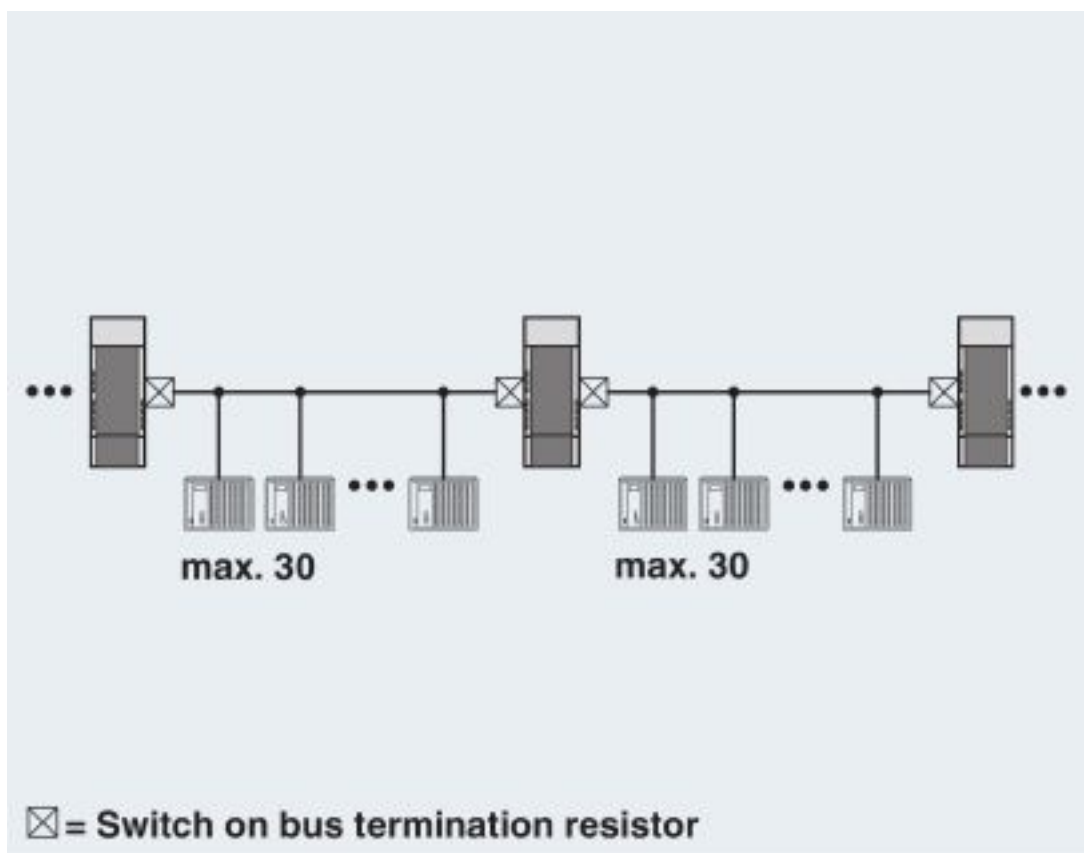 max. 30
max. 30
= Switch on bus termination resistor